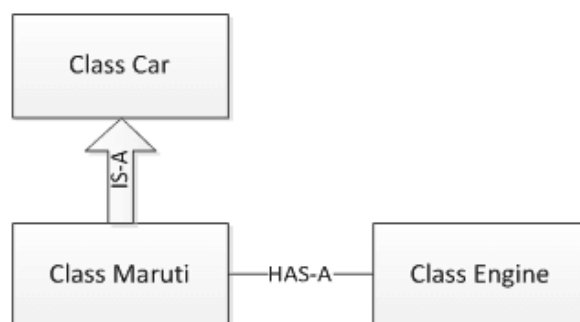 Class Car
IS-A
Class Maruti
HAS-A
Class Engine